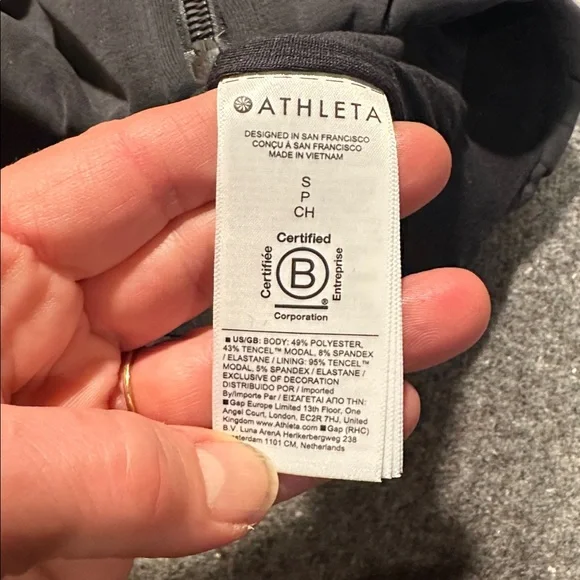 ATHLETA
DESIGNED IN SAN FRANCISCO
CONÇU À SAN FRANCISCO
MADE IN VIETNAM
S
P
CH
Certified
Certifiée
B
®
Entreprise
Corporation
■ US/GB: BODY: 49% POLYESTER,
43% TENCEL™ MODAL, 8% SPANDEX
/ ELASTANE / LINING: 95% TENCEL™
MODAL, 5% SPANDEX / ELASTANE /
EXCLUSIVE OF DECORATION
DISTRIBUIDO POR / Imported
By/Importe Par / ΕΙΣΑΓΕΤΑΙ ΑΠΟ ΤΗΝ:
■ Gap Europe Limited 13th Floor, One
Angel Court, London, EC2R 7HJ, United
Kingdom www.Athleta.com ■ Gap (RHC)
B.V. Luna ArenA Herikerbergweg 238
1101 CM, Netherlands